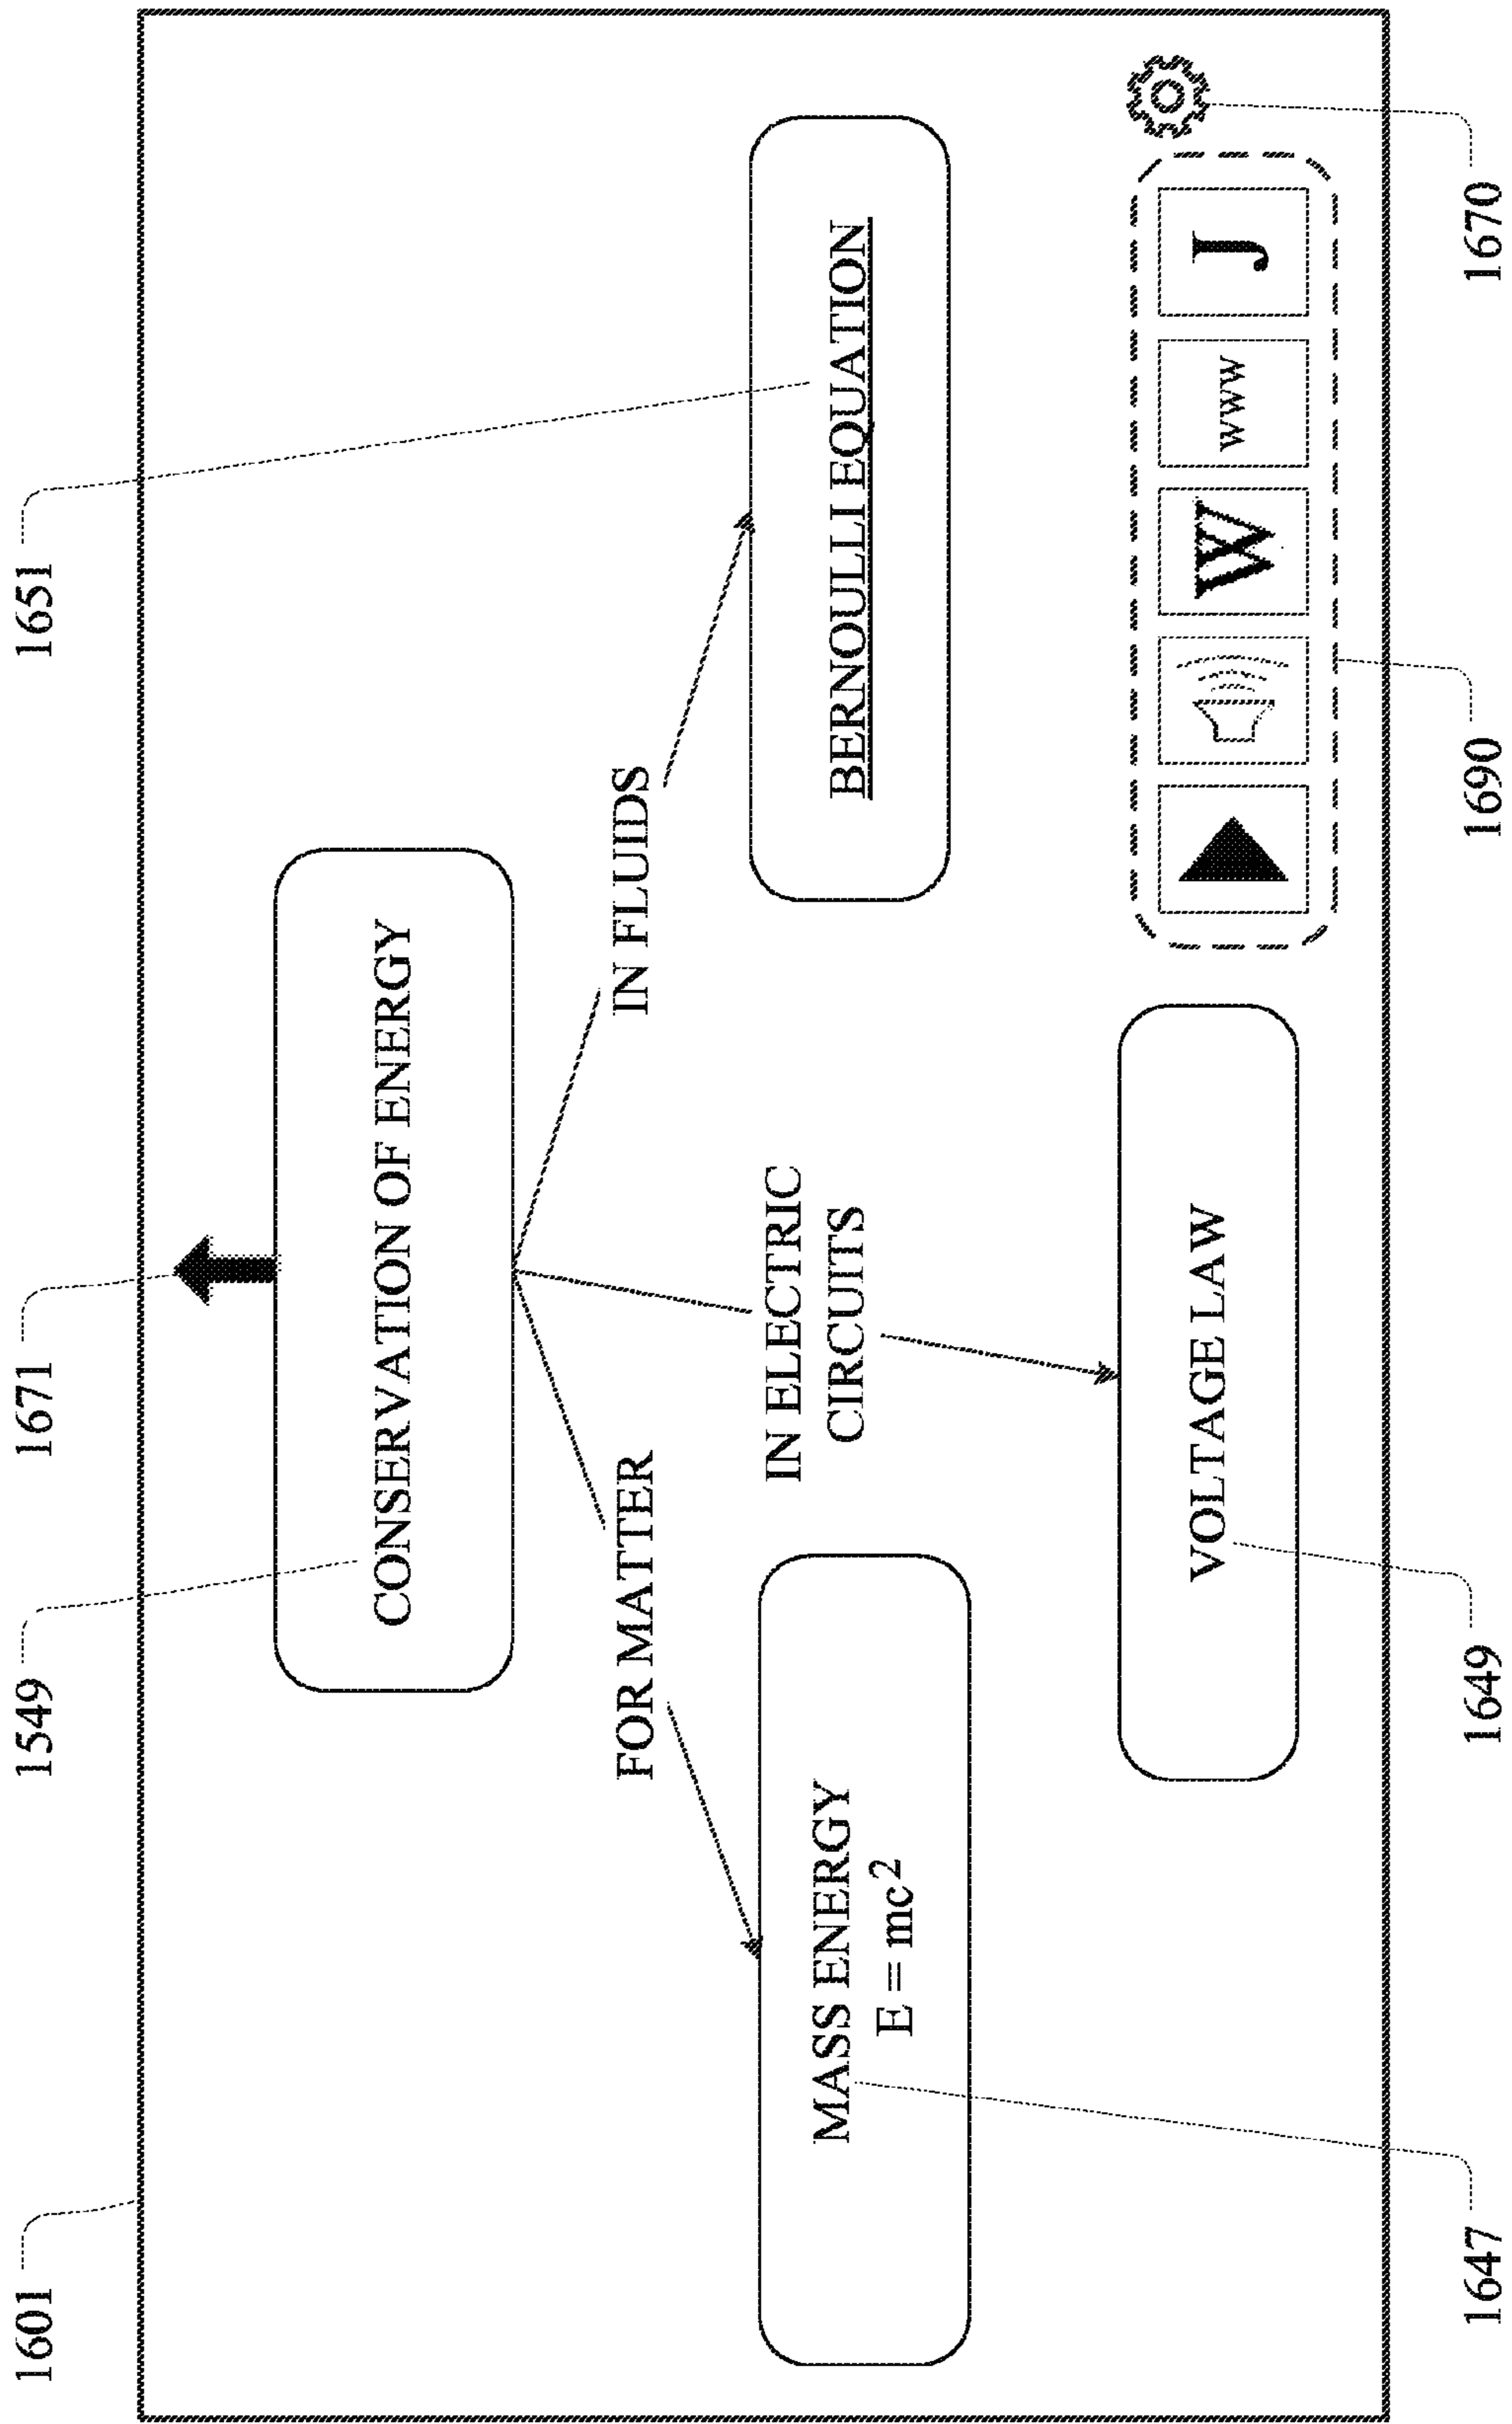 1601
1549
1671
1651
CONSERVATION OF ENERGY
FOR MATTER
IN FLUIDS
IN ELECTRIC
CIRCUITS
MASS ENERGY
E = mc²
BERNOULLI EQUATION
VOLTAGE LAW
W
www
J
1647
1649
1690
1670